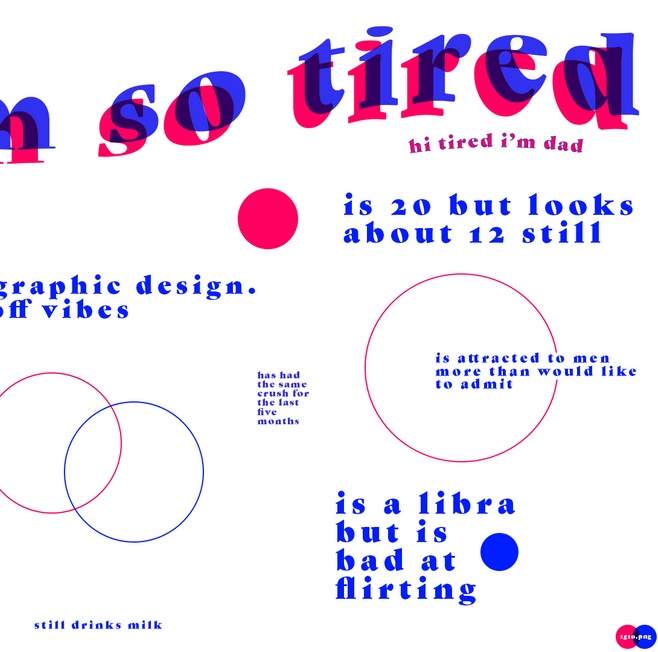 m so tired
hi tired i'm dad
is 20 but looks
about 12 still
graphic design.
off vibes
is attracted to men
more than would like
to admit
has had
the same
crush for
the last
five
months
is a libra
but is
bad at
flirting
still drinks milk
tgto.png